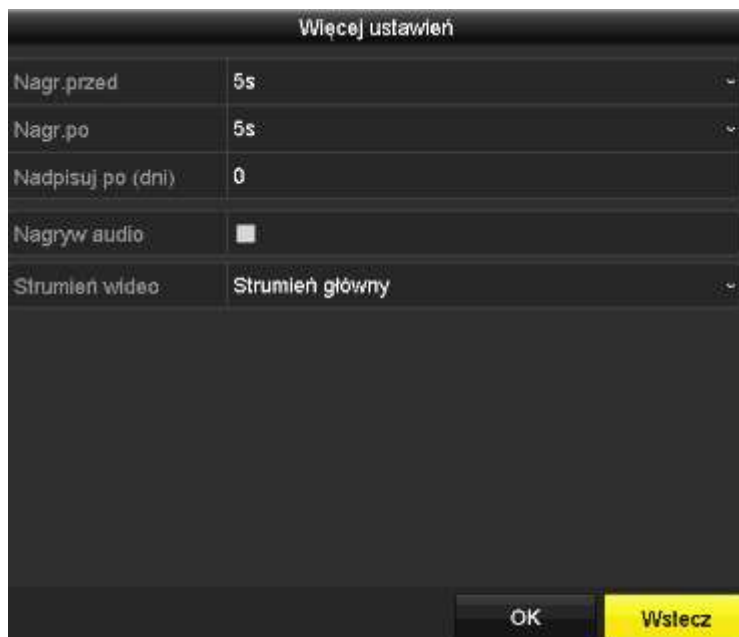 Więcej ustawień
Nagr.przed 5s
Nagr.po 5s
Nadpisuj po (dni) 0
Nagryw audio
Strumień wideo Strumień główny
OK Wstecz